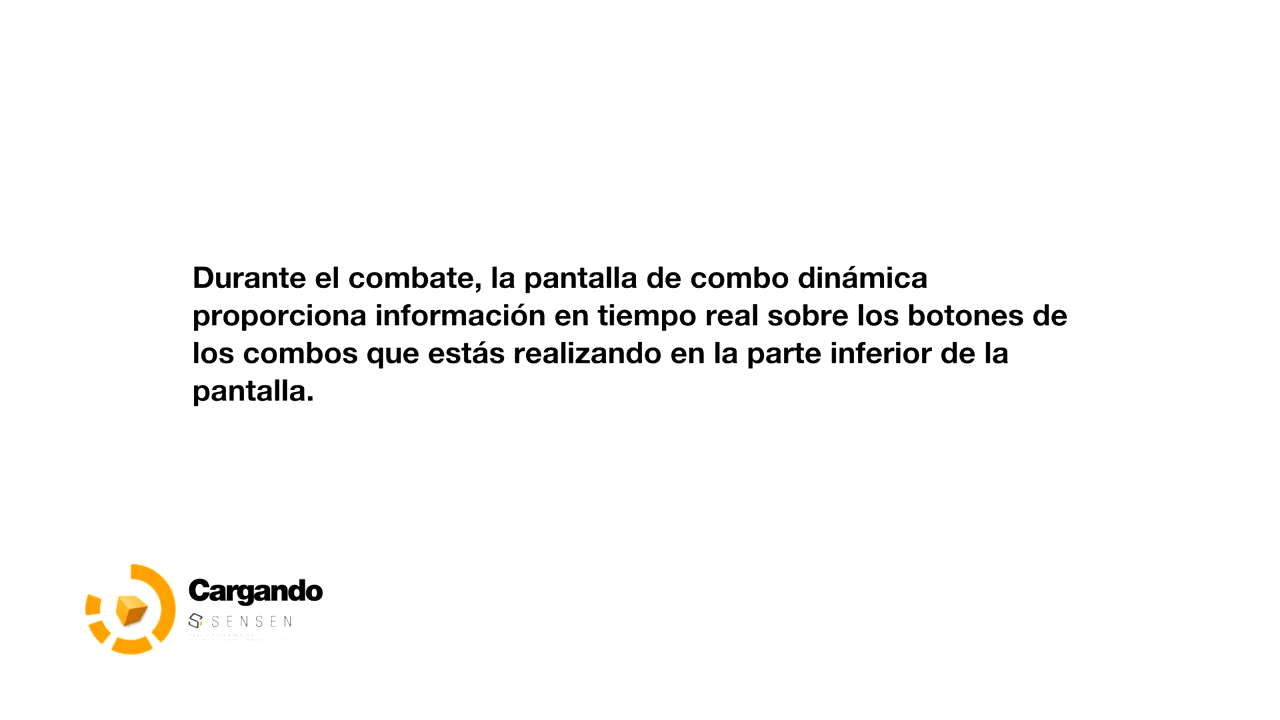 Durante el combate, la pantalla de combo dinámica
proporciona información en tiempo real sobre los botones de
los combos que estás realizando en la parte inferior de la
pantalla.
Cargando
SENSEN